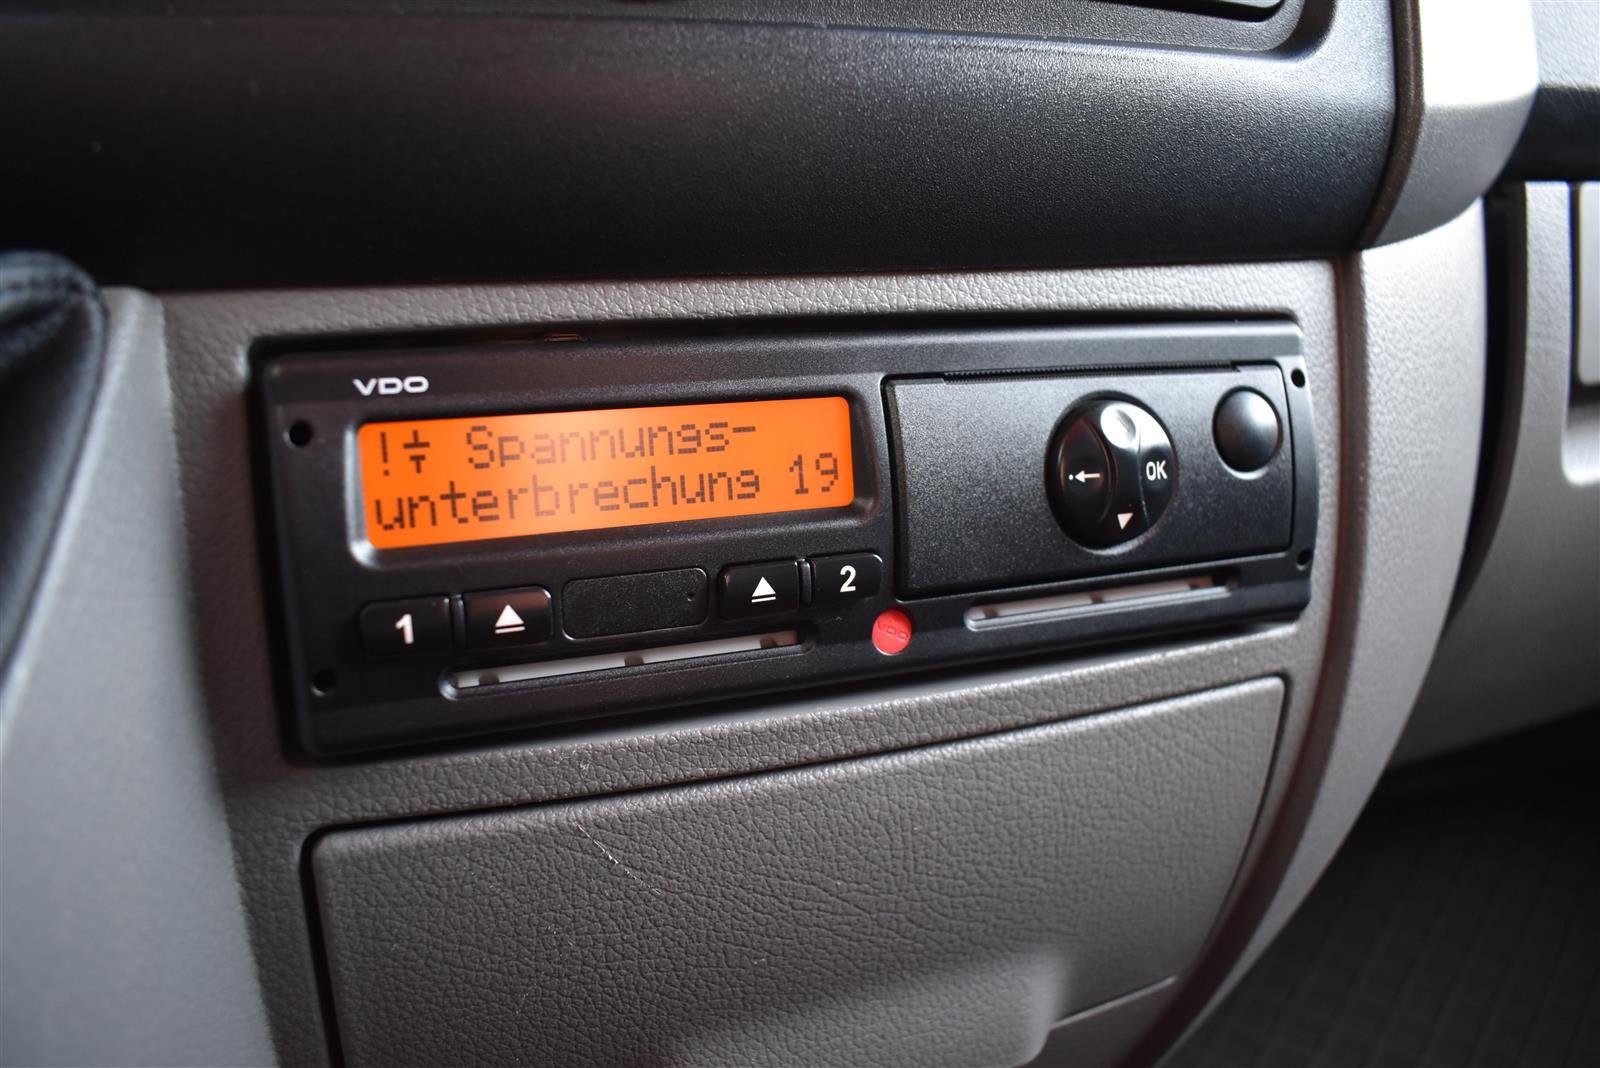 VDO
! Spannungs-
unterbrechung 19
1
2
OK
VDO